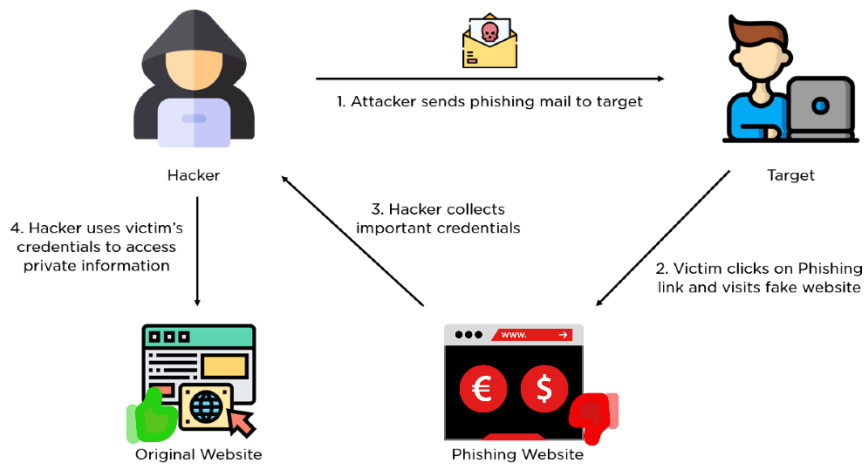 1. Attacker sends phishing mail to target
Hacker
Target
4. Hacker uses victim's
credentials to access
private information
3. Hacker collects
important credentials
2. Victim clicks on Phishing
link and visits fake website
www.
€ $
Original Website
Phishing Website